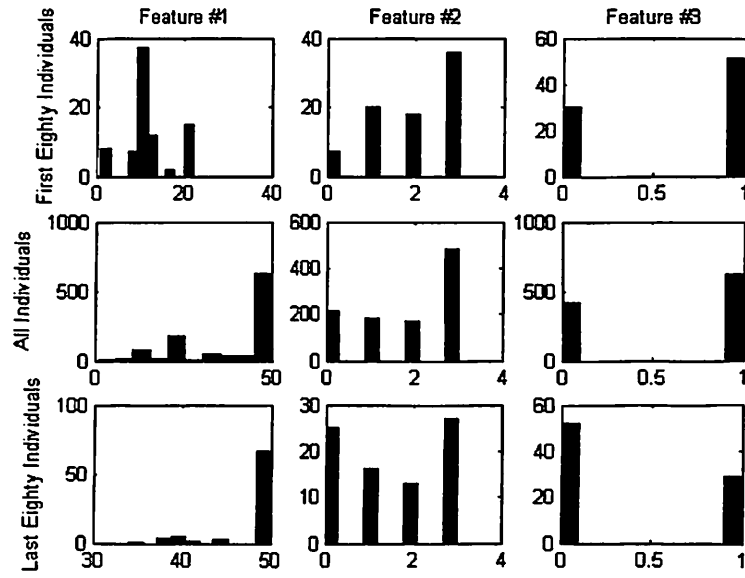 Feature #1 Feature #2 Feature #3
First Eighty Individuals
40 20 0
0 20 40
40 20 0
0 2 4
60 40 20 0
0 0.5 1
All Individuals
1000 500 0
0 50
600 400 200 0
0 2 4
1000 500 0
0 0.5 1
Last Eighty Individuals
100 50 0
30 40 50
30 20 10 0
0 2 4
60 40 20 0
0 0.5 1